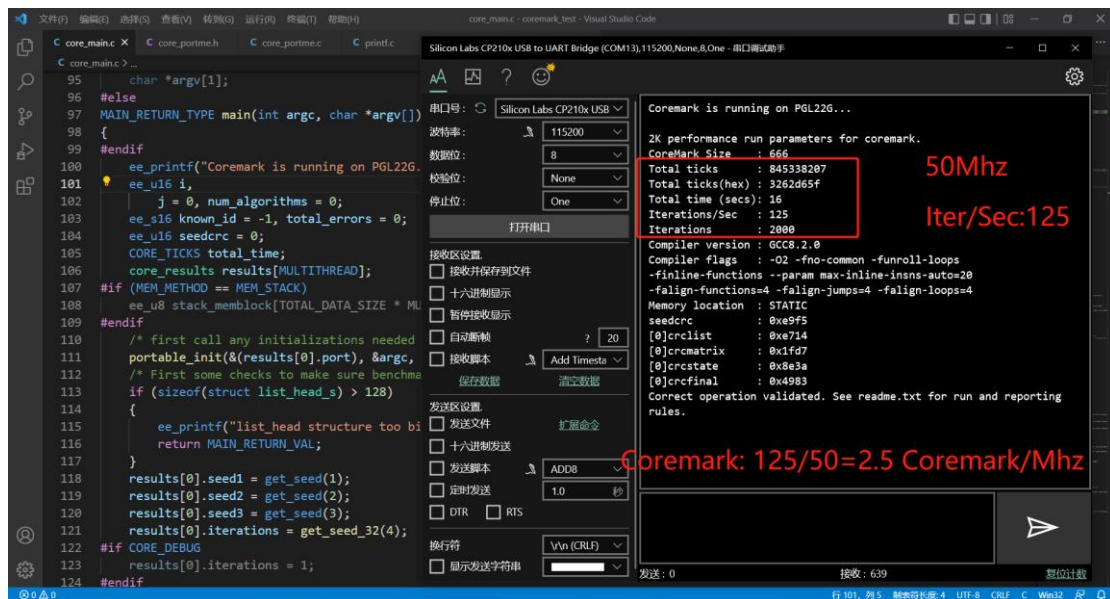 文件(F) 编辑(E) 选择(S) 查看(V) 转到(G) 运行(R) 终端(T) 帮助(H)
core_main.c - coremark_test - Visual Studio Code
C core_main.c × C core_portme.h C core_portme.c C printf.c
C core_main.c > ...
95 char *argv[1];
96 #else
97 MAIN_RETURN_TYPE main(int argc, char *argv[])
98 {
99 #endif
100 ee_printf("Coremark is running on PGL22G.
101 ee_u16 i,
102 j = 0, num_algorithms = 0;
103 ee_s16 known_id = -1, total_errors = 0;
104 ee_u16 seedcrc = 0;
105 CORE_TICKS total_time;
106 core_results results[MULTITHREAD];
107 #if (MEM_METHOD == MEM_STACK)
108 ee_u8 stack_memblock[TOTAL_DATA_SIZE * MU
109 #endif
110 /* first call any initializations needed
111 portable_init(&(results[0].port), &argc,
112 /* First some checks to make sure benchma
113 if (sizeof(struct list_head_s) > 128)
114 {
115 ee_printf("list_head structure too bi
116 return MAIN_RETURN_VAL;
117 }
118 results[0].seed1 = get_seed(1);
119 results[0].seed2 = get_seed(2);
120 results[0].seed3 = get_seed(3);
121 results[0].iterations = get_seed_32(4);
122 #if CORE_DEBUG
123 results[0].iterations = 1;
124 #endif
Silicon Labs CP210x USB to UART Bridge (COM13),115200,None,8,One - 串口调试助手
串口号: Silicon Labs CP210x USB
波特率: 115200
数据位: 8
校验位: None
停止位: One
打开串口
接收区设置
接收并保存到文件
十六进制显示
暂停接收显示
自动断帧 ? 20
接收脚本 Add Timesta
保存数据 清空数据
发送区设置
发送文件 扩展命令
十六进制发送
发送脚本 ADD8
定时发送 1.0 秒
DTR RTS
换行符 \r\n (CRLF)
显示发送字符串
Coremark is running on PGL22G...
2K performance run parameters for coremark.
CoreMark Size : 666
Total ticks : 845338207
Total ticks(hex) : 3262d65f
Total time (secs): 16
Iterations/Sec : 125
Iterations : 2000
Compiler version : GCC8.2.0
Compiler flags : -O2 -fno-common -funroll-loops
-finline-functions --param max-inline-insns-auto=20
-falign-functions=4 -falign-jumps=4 -falign-loops=4
Memory location : STATIC
seedcrc : 0xe9f5
[0]crclist : 0xe714
[0]crcmatrix : 0x1fd7
[0]crcstate : 0x8e3a
[0]crcfinal : 0x4983
Correct operation validated. See readme.txt for run and reporting
rules.
50Mhz
Iter/Sec:125
Coremark: 125/50=2.5 Coremark/Mhz
发送: 0 接收: 639 复位计数
0 0 行 101, 列 5 制表符长度: 4 UTF-8 CRLF C Win32